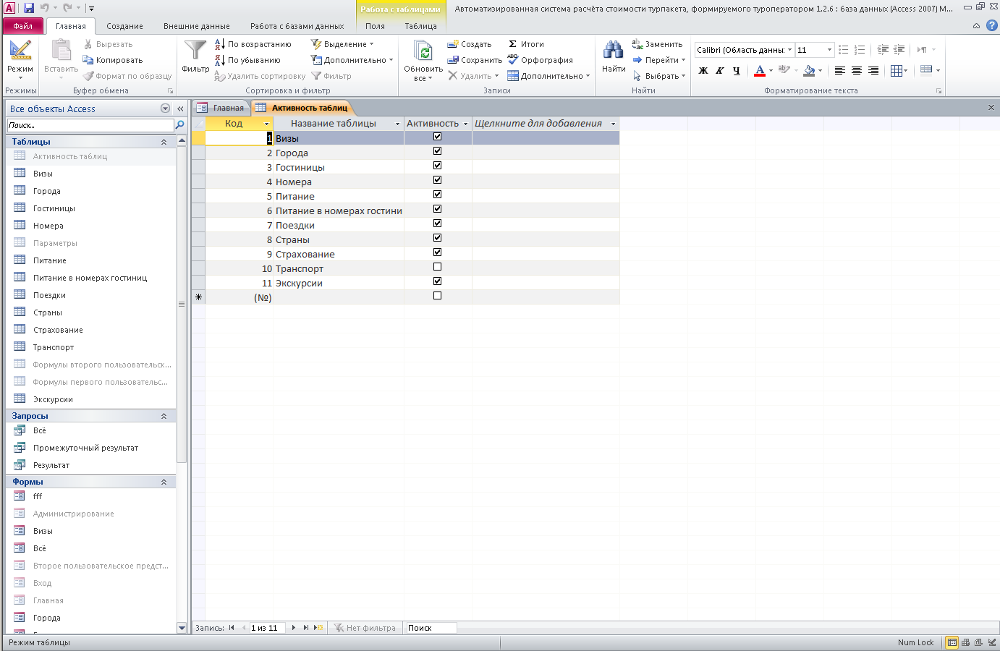 Работа с таблицами
Автоматизированная система расчёта стоимости турпакета, формируемого туроператором 1.2.6 : база данных (Access 2007) M...
Файл Главная Создание Внешние данные Работа с базами данных Поля Таблица
Режим
Режимы
Вставить
Вырезать
Копировать
Формат по образцу
Буфер обмена
Фильтр
По возрастанию
По убыванию
Удалить сортировку
Выделение
Дополнительно
Фильтр
Сортировка и фильтр
Обновить
все
Создать
Сохранить
Удалить
Итоги
Орфография
Дополнительно
Записи
Найти
Заменить
Перейти
Выбрать
Найти
Calibri (Область данны: 11
Ж К Ч А
Форматирование текста
Все объекты Access
Поиск...
Таблицы
Активность таблиц
Визы
Города
Гостиницы
Номера
Параметры
Питание
Питание в номерах гостиниц
Поездки
Страны
Страхование
Транспорт
Формулы второго пользовательск...
Формулы первого пользовательс...
Экскурсии
Запросы
Всё
Промежуточный результат
Результат
Формы
fff
Администрирование
Визы
Всё
Второе пользовательское предст...
Вход
Главная
Города
Главная Активность таблиц
Код Название таблицы Активность Щелкните для добавления
1 Визы
2 Города
3 Гостиницы
4 Номера
5 Питание
6 Питание в номерах гостини
7 Поездки
8 Страны
9 Страхование
10 Транспорт
11 Экскурсии
(№)
Запись: 1 из 11 Нет фильтра Поиск
Режим таблицы Num Lock